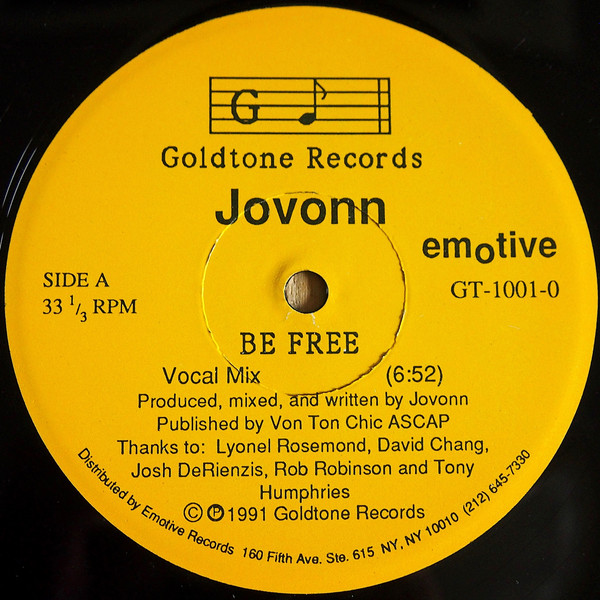 G
Goldtone Records
Jovonn
emotive
SIDE A
GT-1001-0
33 1/3 RPM
BE FREE
Vocal Mix (6:52)
Produced, mixed, and written by Jovonn
Published by Von Ton Chic ASCAP
Thanks to: Lyonel Rosemond, David Chang,
Josh DeRienzis, Rob Robinson and Tony
Humphries
© ℗ 1991 Goldtone Records
Distributed by Emotive Records 160 Fifth Ave. Ste. 615 NY, NY 10010 (212) 645-7330